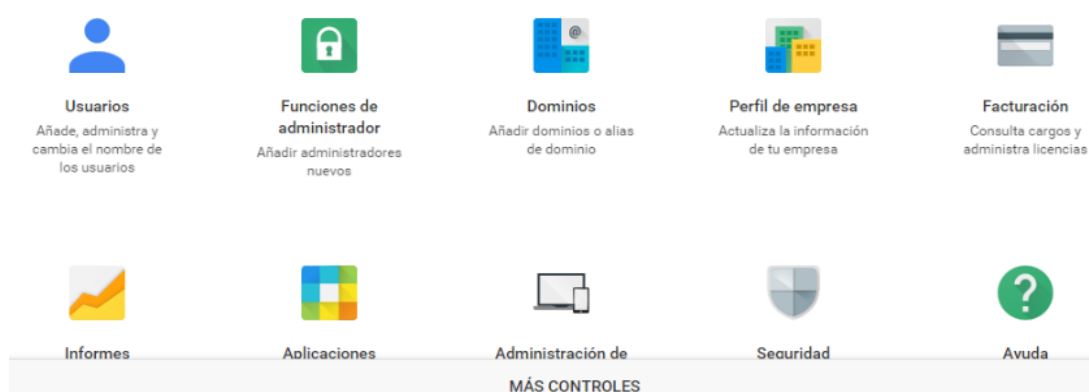 Usuarios
Añade, administra y
cambia el nombre de
los usuarios
Funciones de
administrador
Añadir administradores
nuevos
Dominios
Añadir dominios o alias
de dominio
Perfil de empresa
Actualiza la información
de tu empresa
Facturación
Consulta cargos y
administra licencias
Informes
Aplicaciones
Administración de
Seguridad
Ayuda
MÁS CONTROLES